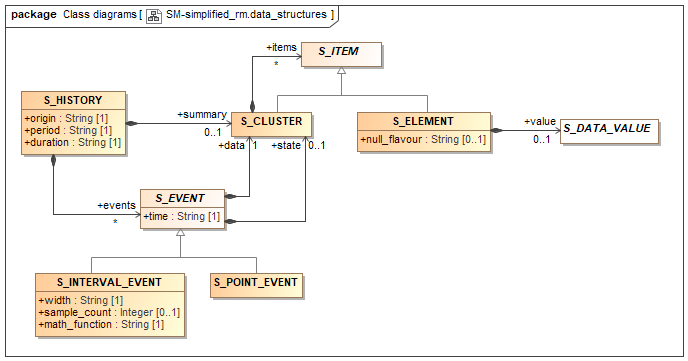 package Class diagrams [ SM-simplified_rm.data_structures ]
+items
*
S_ITEM
S_HISTORY
+origin : String [1]
+period : String [1]
+duration : String [1]
+summary
0..1
S_CLUSTER
+data
1
+state
0..1
S_ELEMENT
+null_flavour : String [0..1]
+value
0..1
S_DATA_VALUE
+events
*
S_EVENT
+time : String [1]
S_INTERVAL_EVENT
+width : String [1]
+sample_count : Integer [0..1]
+math_function : String [1]
S_POINT_EVENT